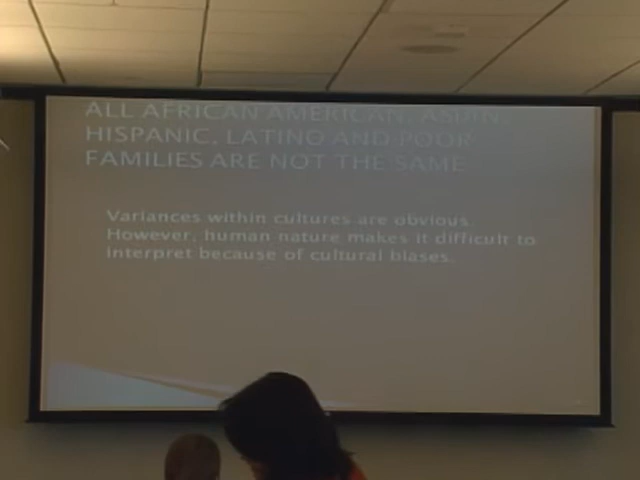 ALL AFRICAN AMERICAN, ASIAN,
HISPANIC, LATINO AND POOR
FAMILIES ARE NOT THE SAME
Variances within cultures are obvious.
However, human nature makes it difficult to
interpret because of cultural biases.